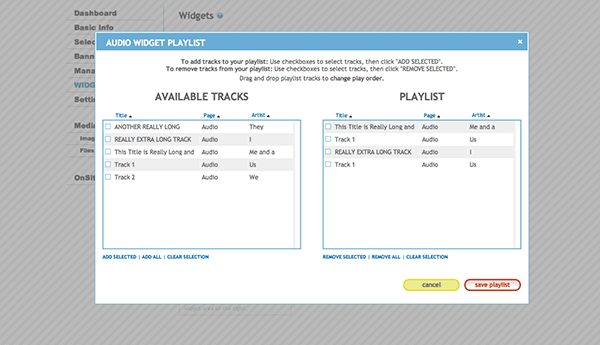 Dashboard
Widgets
Basic Info
Selec
Bann
Mana
WIDG
Settin
Media
Ima
Files
OnSit
AUDIO WIDGET PLAYLIST
×
To add tracks to your playlist: Use checkboxes to select tracks, then click "ADD SELECTED".
To remove tracks from your playlist: Use checkboxes to select tracks, then click "REMOVE SELECTED".
Drag and drop playlist tracks to change play order.
AVAILABLE TRACKS
Title Page Artist
ANOTHER REALLY LONG Audio They
REALLY EXTRA LONG TRACK Audio I
This Title is Really Long and Audio Me and a
Track 1 Audio Us
Track 2 Audio We
ADD SELECTED | ADD ALL | CLEAR SELECTION
PLAYLIST
Title Page Artist
This Title is Really Long and Audio Me and a
Track 1 Audio Us
REALLY EXTRA LONG TRACK Audio I
Track 1 Audio Us
REMOVE SELECTED | REMOVE ALL | CLEAR SELECTION
cancel
save playlist